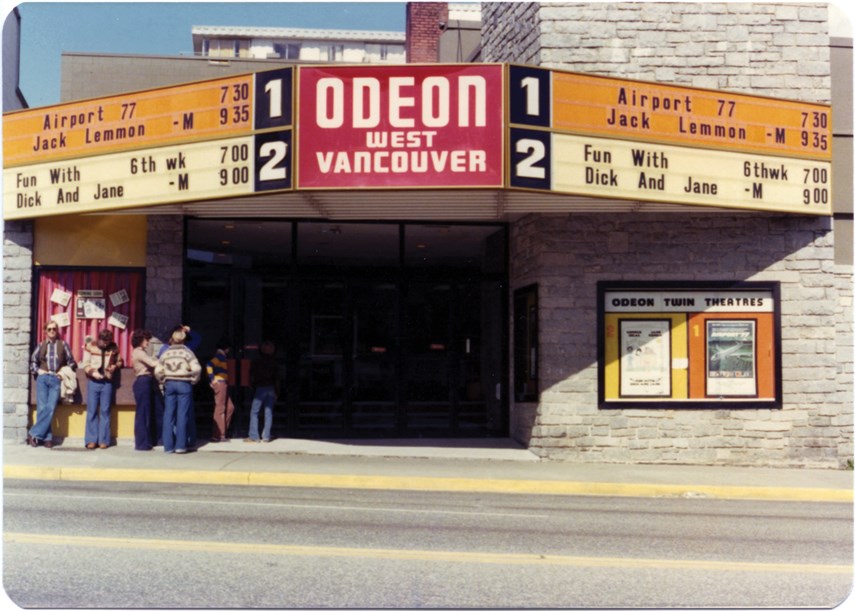 Airport 77 7 30
Jack Lemmon -M 9 35
Fun With 6th wk 7 00
Dick And Jane -M 9 00
1
2
ODEON
WEST
VANCOUVER
1
2
Airport 77 7 30
Jack Lemmon -M 9 35
Fun With 6thwk 7 00
Dick And Jane -M 9 00
ODEON TWIN THEATRES
2
1